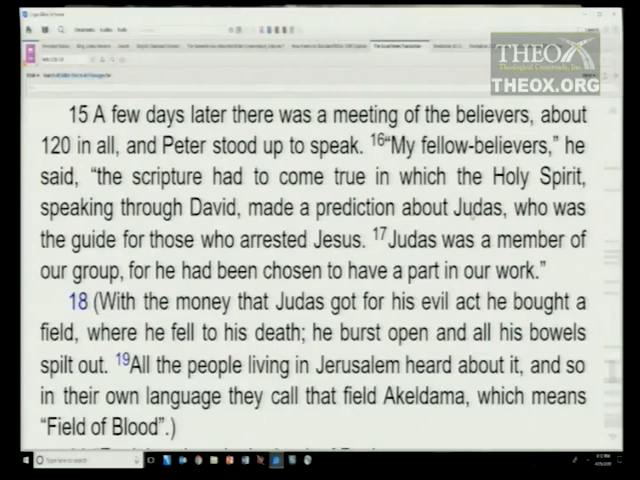 THEOX
THEOX.ORG
15 A few days later there was a meeting of the believers, about
120 in all, and Peter stood up to speak. 16“My fellow-believers,” he
said, “the scripture had to come true in which the Holy Spirit,
speaking through David, made a prediction about Judas, who was
the guide for those who arrested Jesus. 17Judas was a member of
our group, for he had been chosen to have a part in our work.”
18 (With the money that Judas got for his evil act he bought a
field, where he fell to his death; he burst open and all his bowels
spilt out. 19All the people living in Jerusalem heard about it, and so
in their own language they call that field Akeldama, which means
“Field of Blood”.)
Type here to search